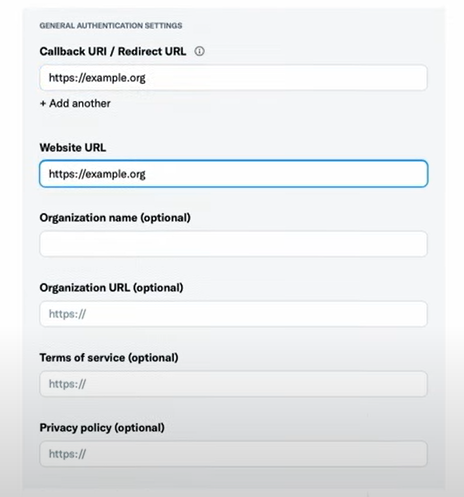 GENERAL AUTHENTICATION SETTINGS
Callback URI / Redirect URL ⓘ
https://example.org
+ Add another
Website URL
https://example.org
Organization name (optional)
Organization URL (optional)
https://
Terms of service (optional)
https://
Privacy policy (optional)
https://